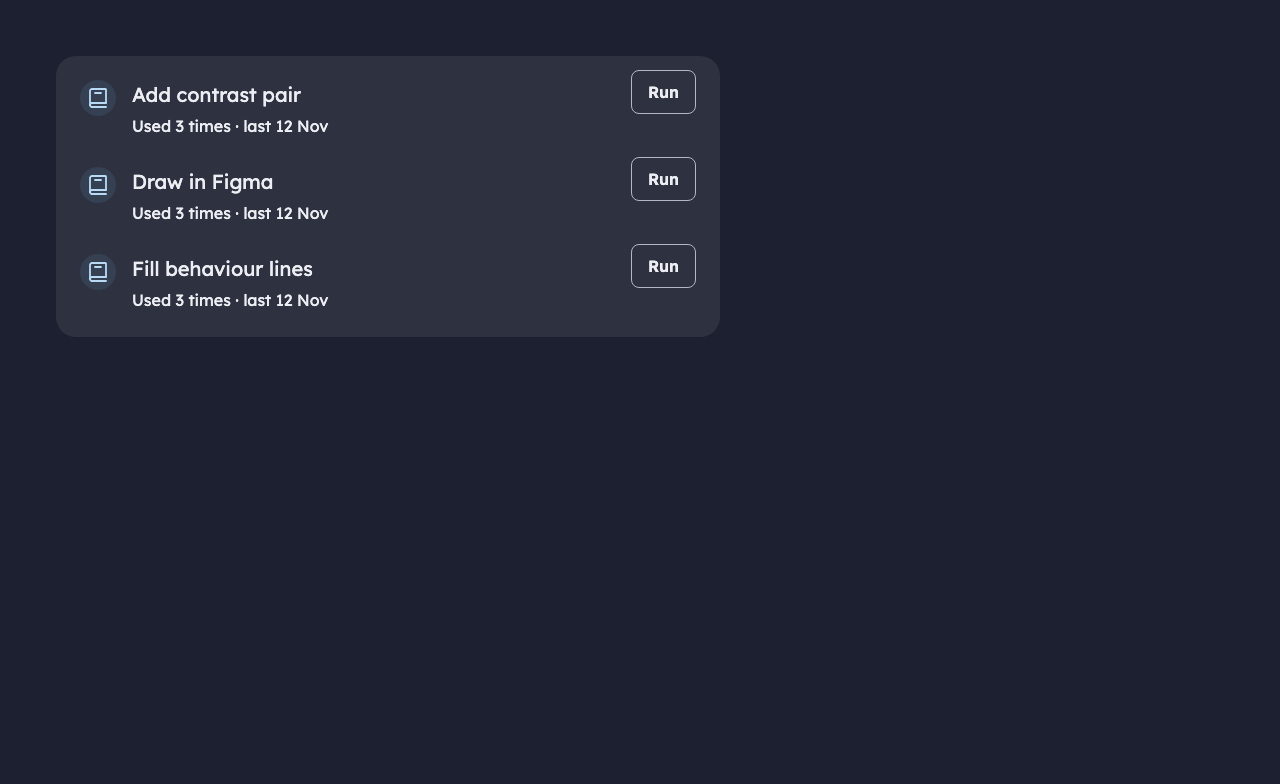 Add contrast pair
Run
Used 3 times · last 12 Nov
Draw in Figma
Run
Used 3 times · last 12 Nov
Fill behaviour lines
Run
Used 3 times · last 12 Nov